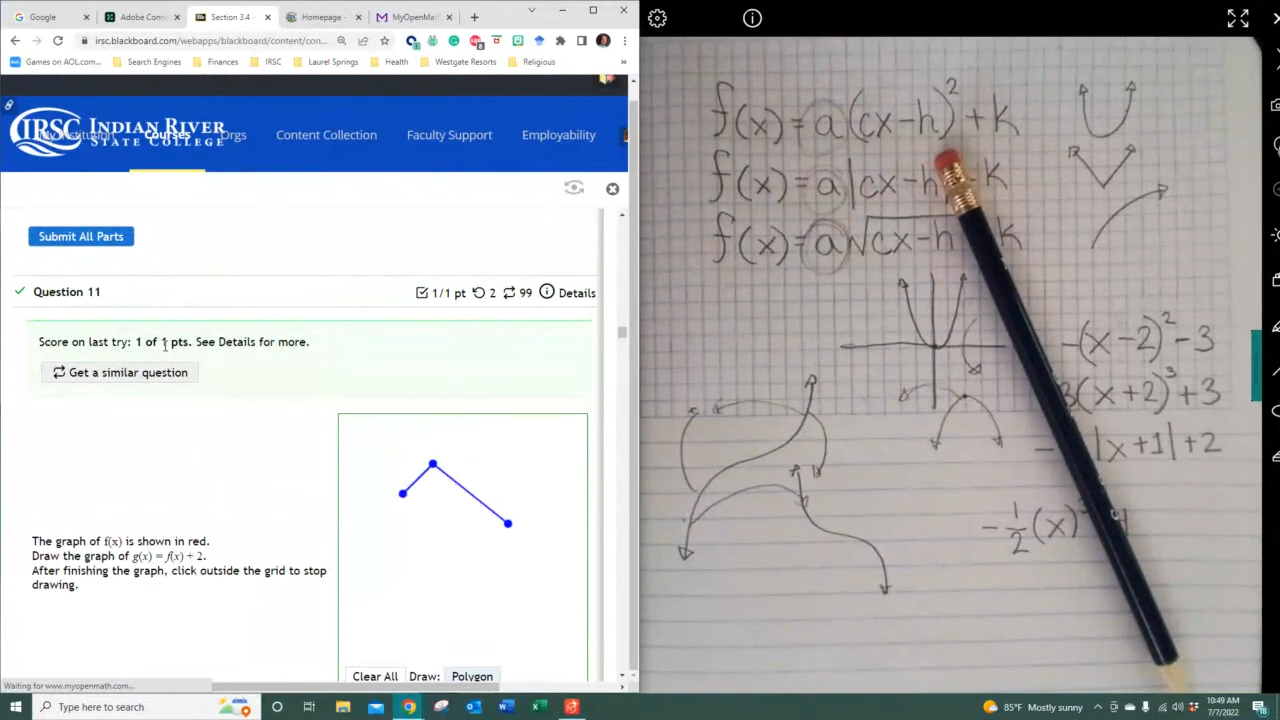 Google
Adobe Connec
Section 3.4 -
Homepage -
MyOpenMath
irsc.blackboard.com/webapps/blackboard/content/con...
Games on AOL.com...
Search Engines
Finances
IRSC
Laurel Springs
Health
Westgate Resorts
Religious
INDIAN RIVER
STATE COLLEGE
My Institution
Courses
Orgs
Content Collection
Faculty Support
Employability
Submit All Parts
Question 11
1/1 pt 2 99 Details
Score on last try: 1 of 1 pts. See Details for more.
Get a similar question
The graph of f(x) is shown in red.
Draw the graph of g(x) = f(x) + 2.
After finishing the graph, click outside the grid to stop
drawing.
Clear All Draw: Polygon
Waiting for www.myopenmath.com...
f(x) = a(cx-h)² + k
f(x) = a|cx-h - k
f(x) = a√cx-h k
-(x-2)²-3
3(x+2)³+3
- |x+1|+2
-1/2(x)³
Type here to search
85°F Mostly sunny
10:49 AM
7/7/2022